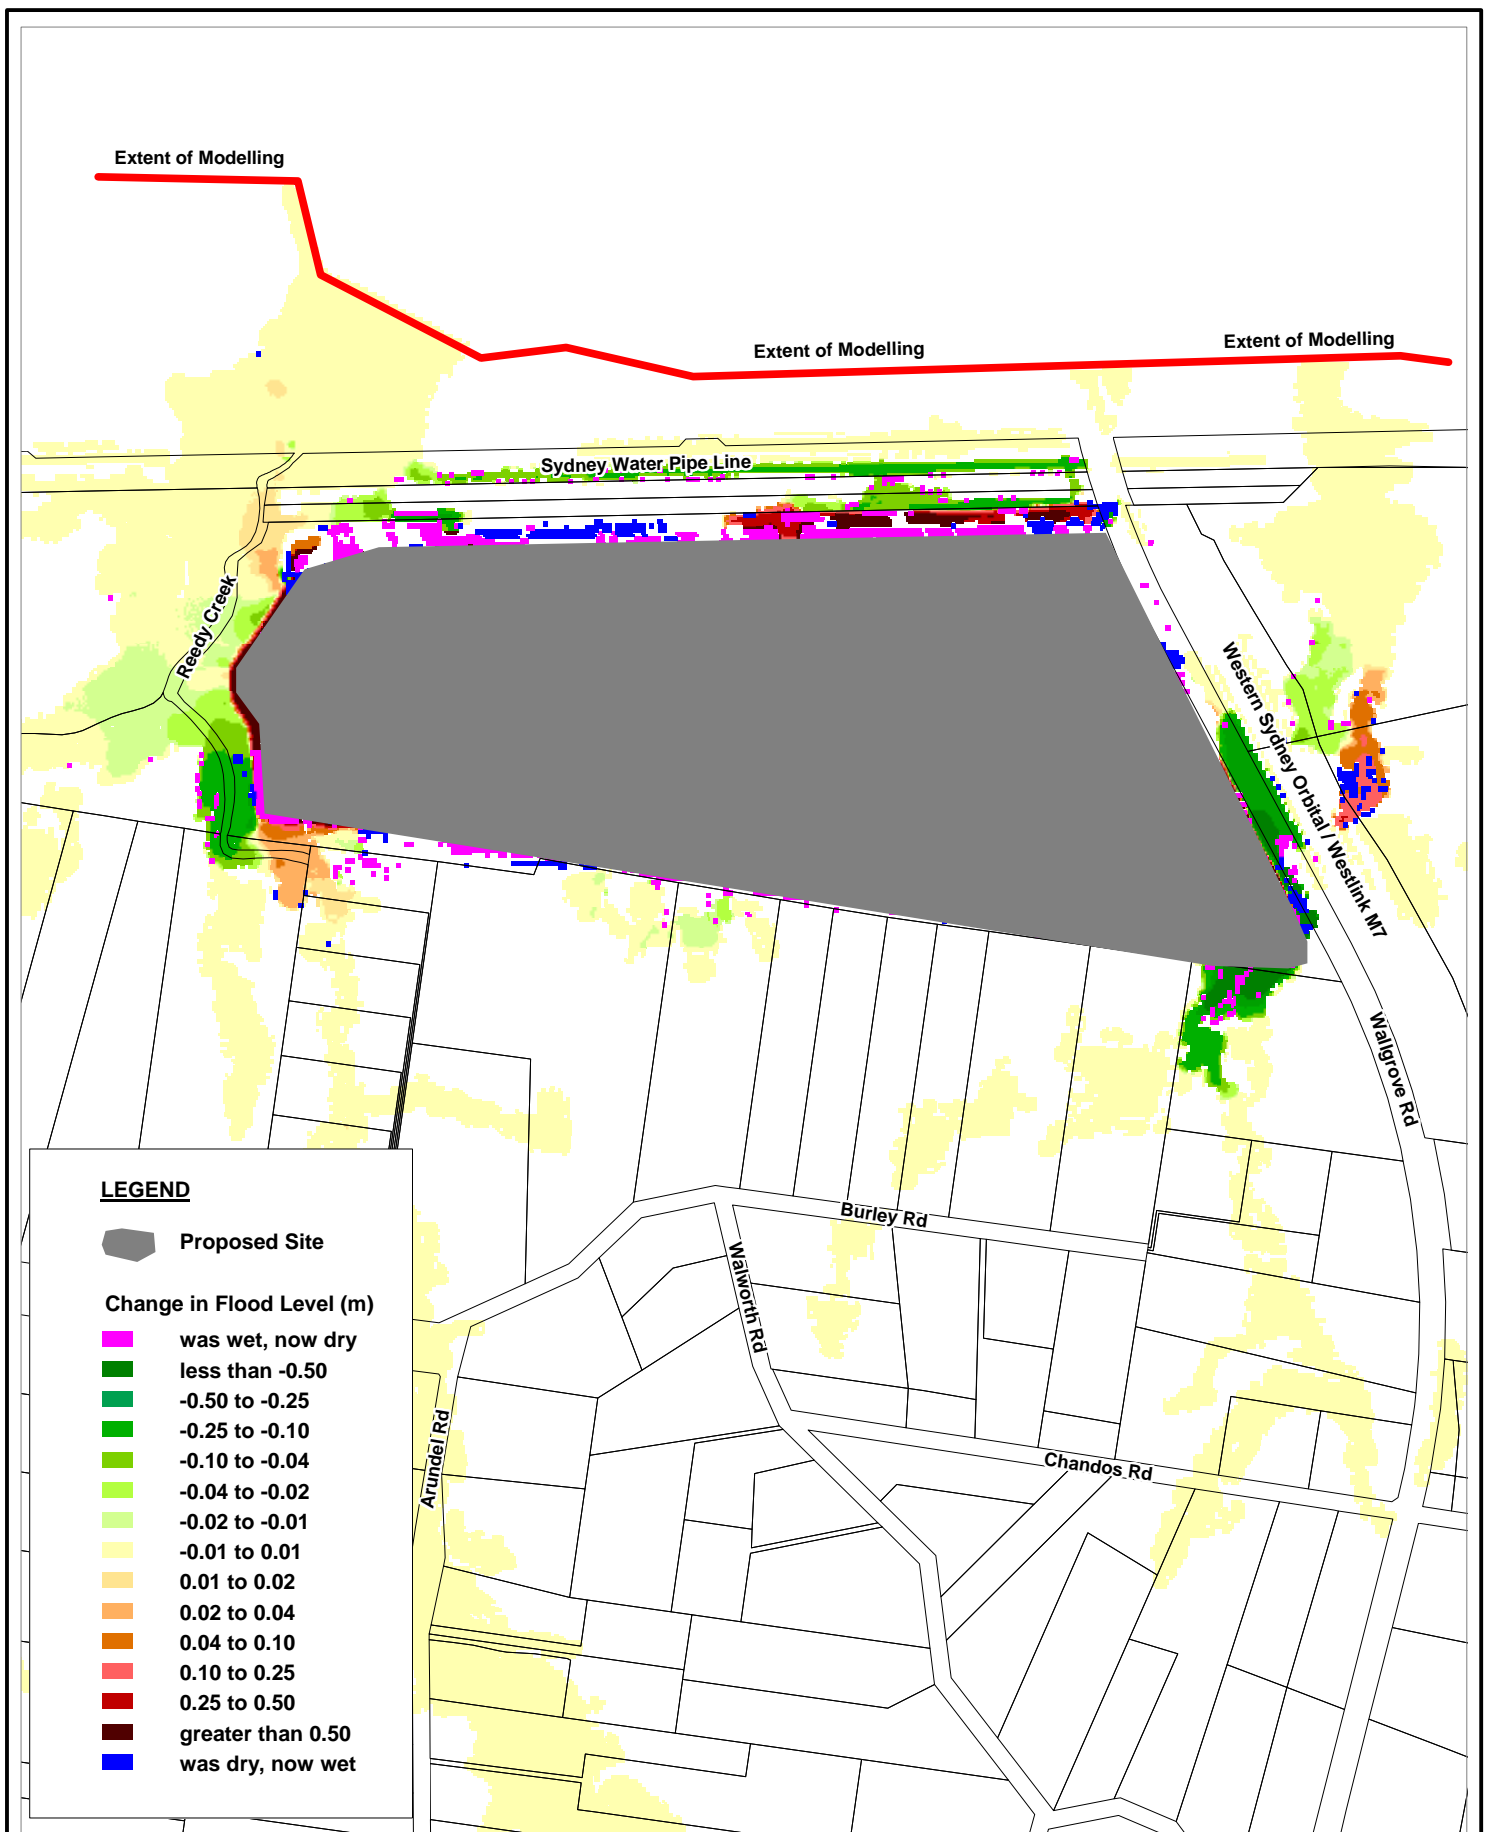 Extent of Modelling
Extent of Modelling
Extent of Modelling
Sydney Water Pipe Line
Reedy Creek
Western Sydney Orbital / Westlink M7
Wallgrove Rd
Burley Rd
Walworth Rd
Arundel Rd
Chandos Rd
LEGEND
Proposed Site
Change in Flood Level (m)
was wet, now dry
less than -0.50
-0.50 to -0.25
-0.25 to -0.10
-0.10 to -0.04
-0.04 to -0.02
-0.02 to -0.01
-0.01 to 0.01
0.01 to 0.02
0.02 to 0.04
0.04 to 0.10
0.10 to 0.25
0.25 to 0.50
greater than 0.50
was dry, now wet